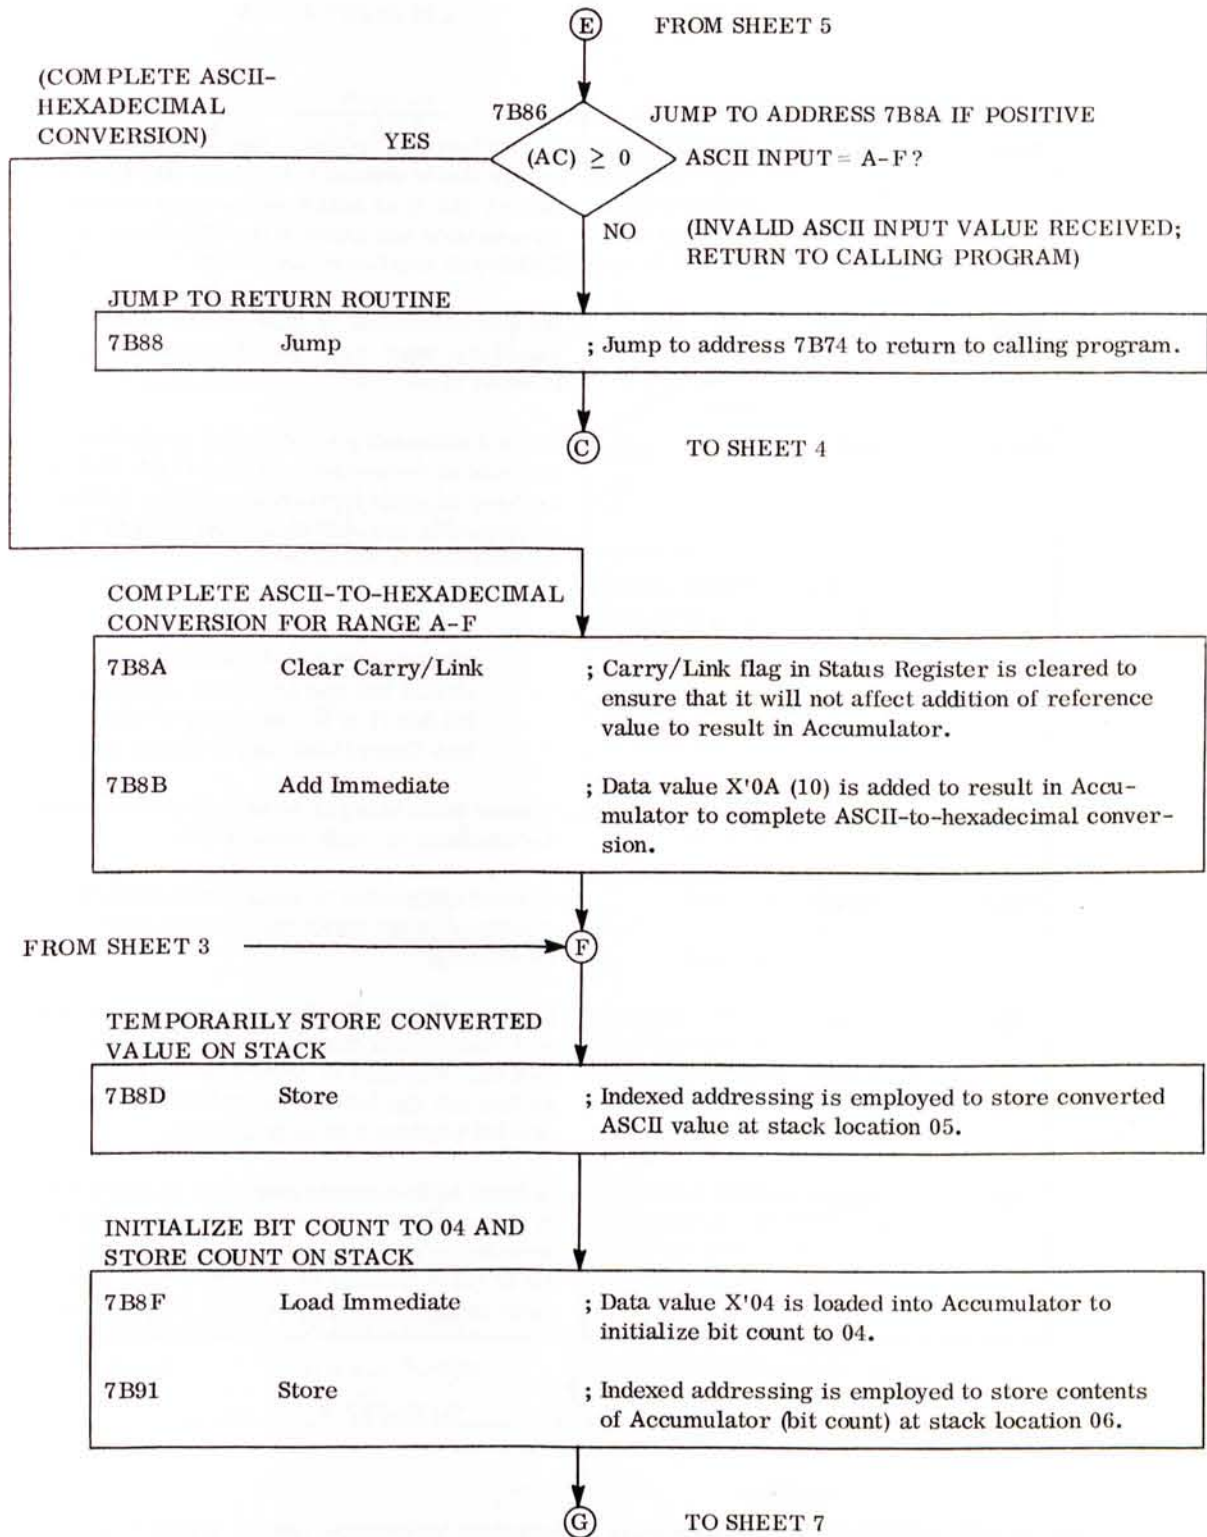 E FROM SHEET 5
(COMPLETE ASCII-
HEXADECIMAL
CONVERSION)
YES
7B86
(AC) ≥ 0
JUMP TO ADDRESS 7B8A IF POSITIVE
ASCII INPUT = A-F?
NO
(INVALID ASCII INPUT VALUE RECEIVED;
RETURN TO CALLING PROGRAM)
JUMP TO RETURN ROUTINE
7B88 Jump ; Jump to address 7B74 to return to calling program.
C TO SHEET 4
COMPLETE ASCII-TO-HEXADECIMAL
CONVERSION FOR RANGE A-F
7B8A Clear Carry/Link ; Carry/Link flag in Status Register is cleared to
ensure that it will not affect addition of reference
value to result in Accumulator.
7B8B Add Immediate ; Data value X'0A (10) is added to result in Accu-
mulator to complete ASCII-to-hexadecimal conver-
sion.
FROM SHEET 3 F
TEMPORARILY STORE CONVERTED
VALUE ON STACK
7B8D Store ; Indexed addressing is employed to store converted
ASCII value at stack location 05.
INITIALIZE BIT COUNT TO 04 AND
STORE COUNT ON STACK
7B8F Load Immediate ; Data value X'04 is loaded into Accumulator to
initialize bit count to 04.
7B91 Store ; Indexed addressing is employed to store contents
of Accumulator (bit count) at stack location 06.
G TO SHEET 7